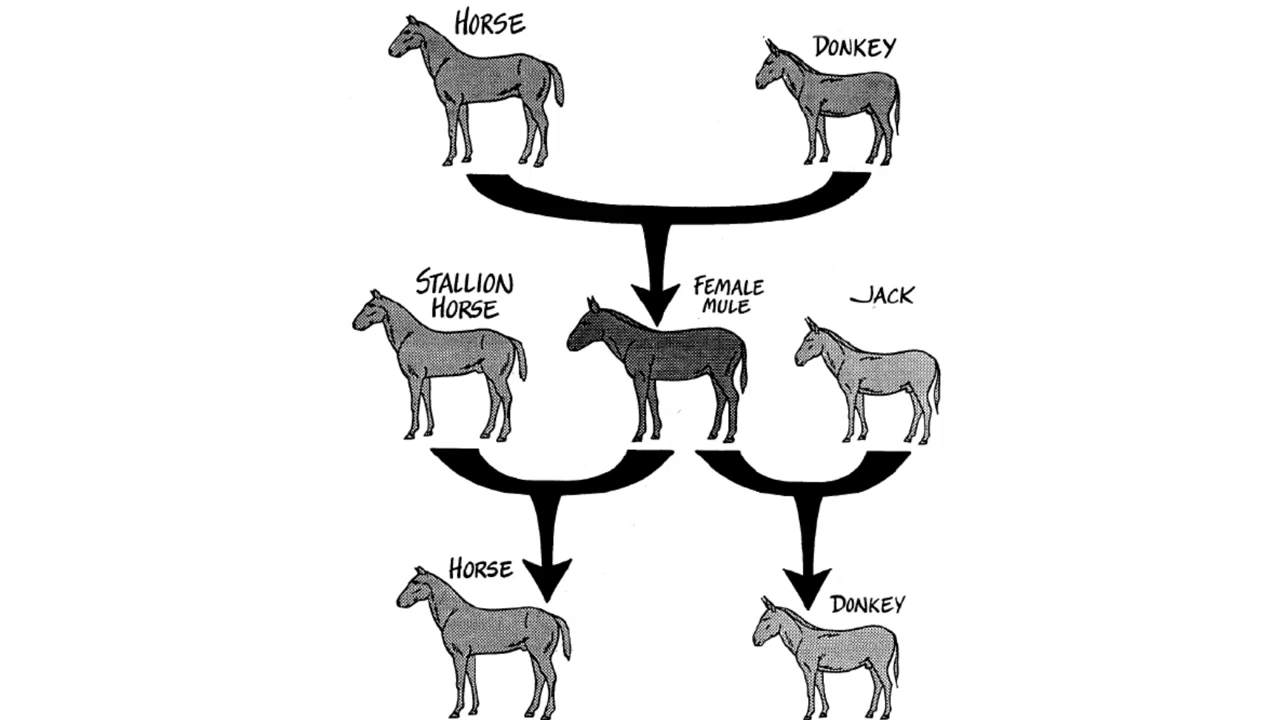 HORSE
DONKEY
STALLION
HORSE
FEMALE
MULE
JACK
HORSE
DONKEY